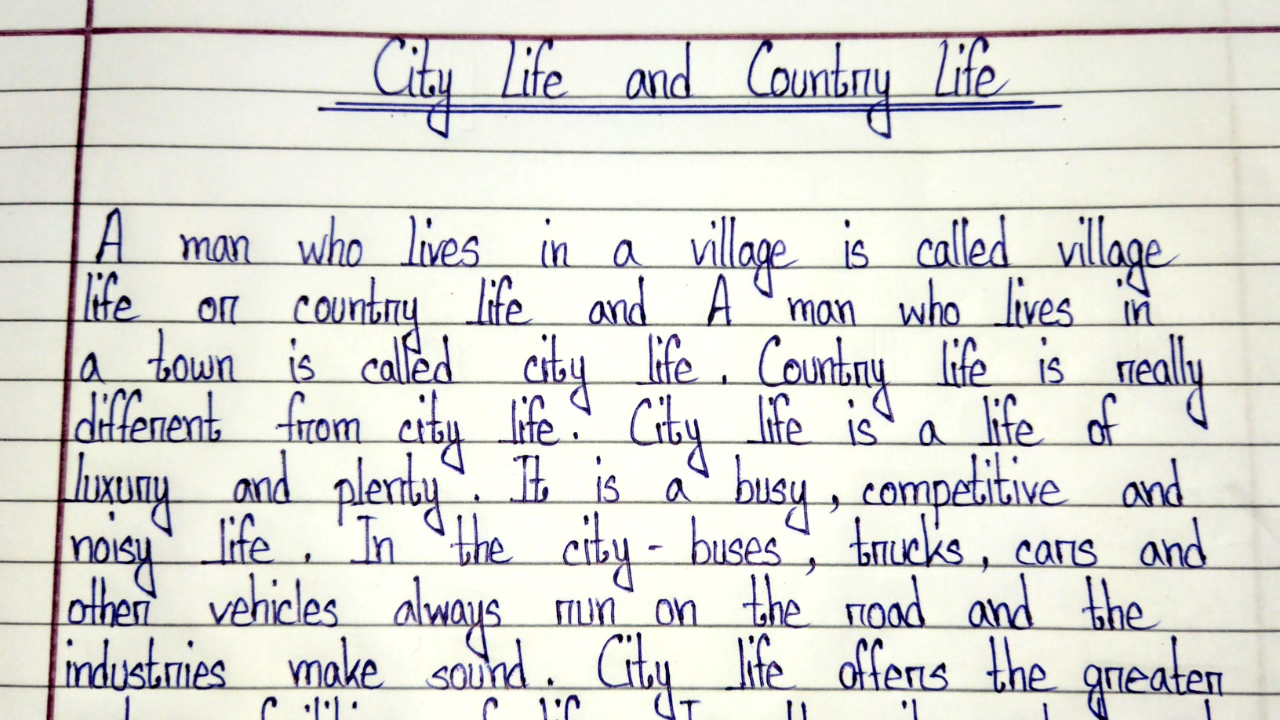 City Life and Country Life
A man who lives in a village is called village
life or country life and A man who lives in
a town is called city life. Country life is really
different from city life. City life is a life of
luxury and plenty. It is a busy, competitive and
noisy life. In the city - buses, trucks, cars and
other vehicles always run on the road and the
industries make sound. City life offers the greater